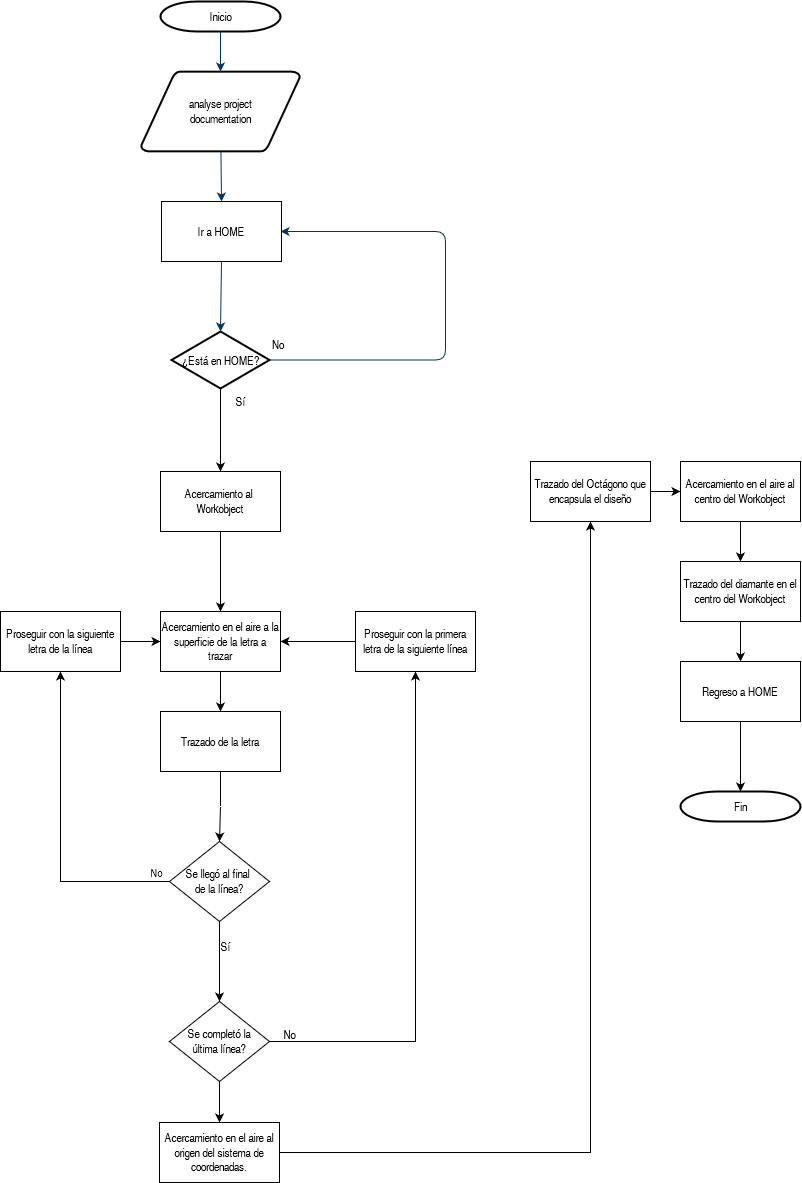 Inicio
analyse project
documentation
Ir a HOME
¿Está en HOME?
No
Sí
Acercamiento al
Workobject
Proseguir con la siguiente
letra de la línea
Acercamiento en el aire a la
superficie de la letra a
trazar
Proseguir con la primera
letra de la siguiente línea
Trazado de la letra
Se llegó al final
de la línea?
No
Sí
Se completó la
última línea?
No
Acercamiento en el aire al
origen del sistema de
coordenadas.
Trazado del Octágono que
encapsula el diseño
Acercamiento en el aire al
centro del Workobject
Trazado del diamante en el
centro del Workobject
Regreso a HOME
Fin